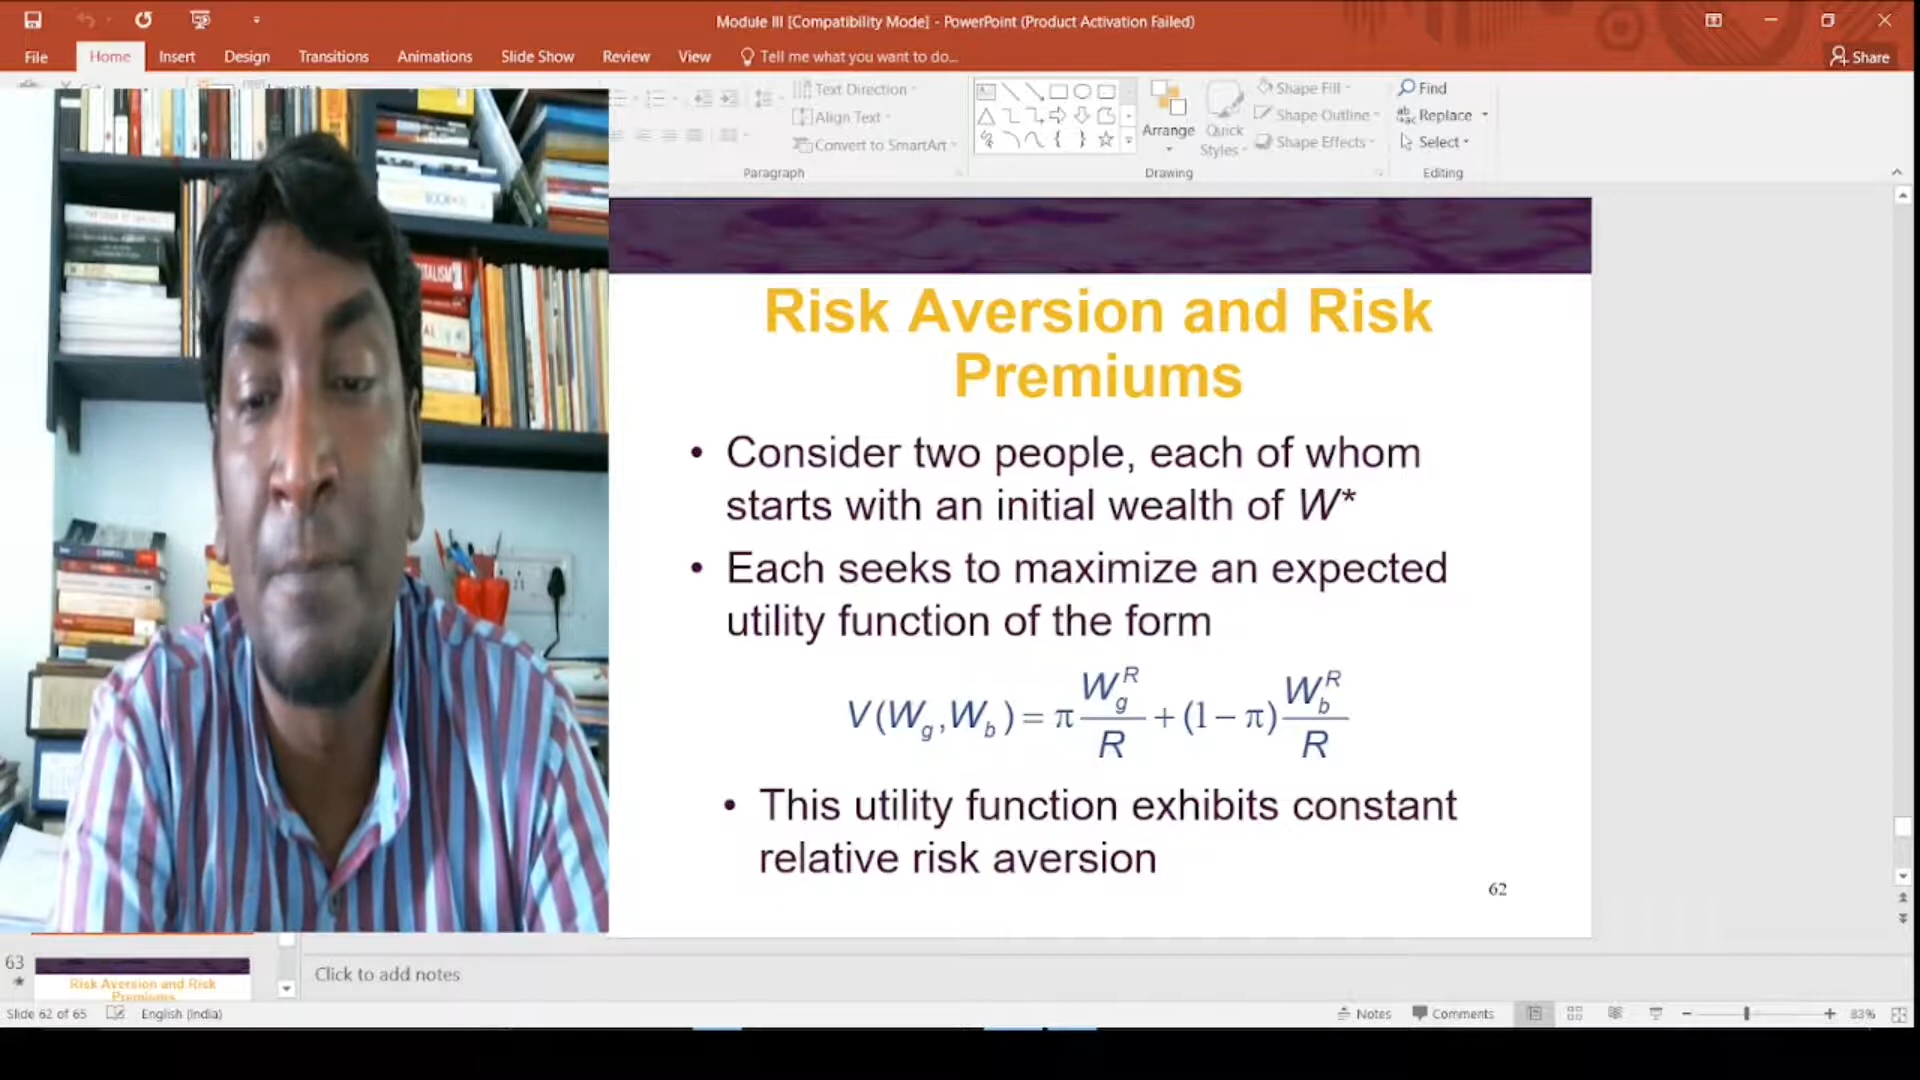 Module III [Compatibility Mode] - PowerPoint (Product Activation Failed)
File Home Insert Design Transitions Animations Slide Show Review View Tell me what you want to do... Share
Text Direction
Align Text
Convert to SmartArt
Paragraph
Arrange
Quick Styles
Shape Fill
Shape Outline
Shape Effects
Drawing
Find
Replace
Select
Editing
Risk Aversion and Risk
Premiums
• Consider two people, each of whom
starts with an initial wealth of W*
• Each seeks to maximize an expected
utility function of the form
V(W_g,W_b) = π W_g^R / R + (1 − π) W_b^R / R
• This utility function exhibits constant
relative risk aversion
62
63
Risk Aversion and Risk
Premiums
Click to add notes
Slide 62 of 65 English (India) Notes Comments 83%